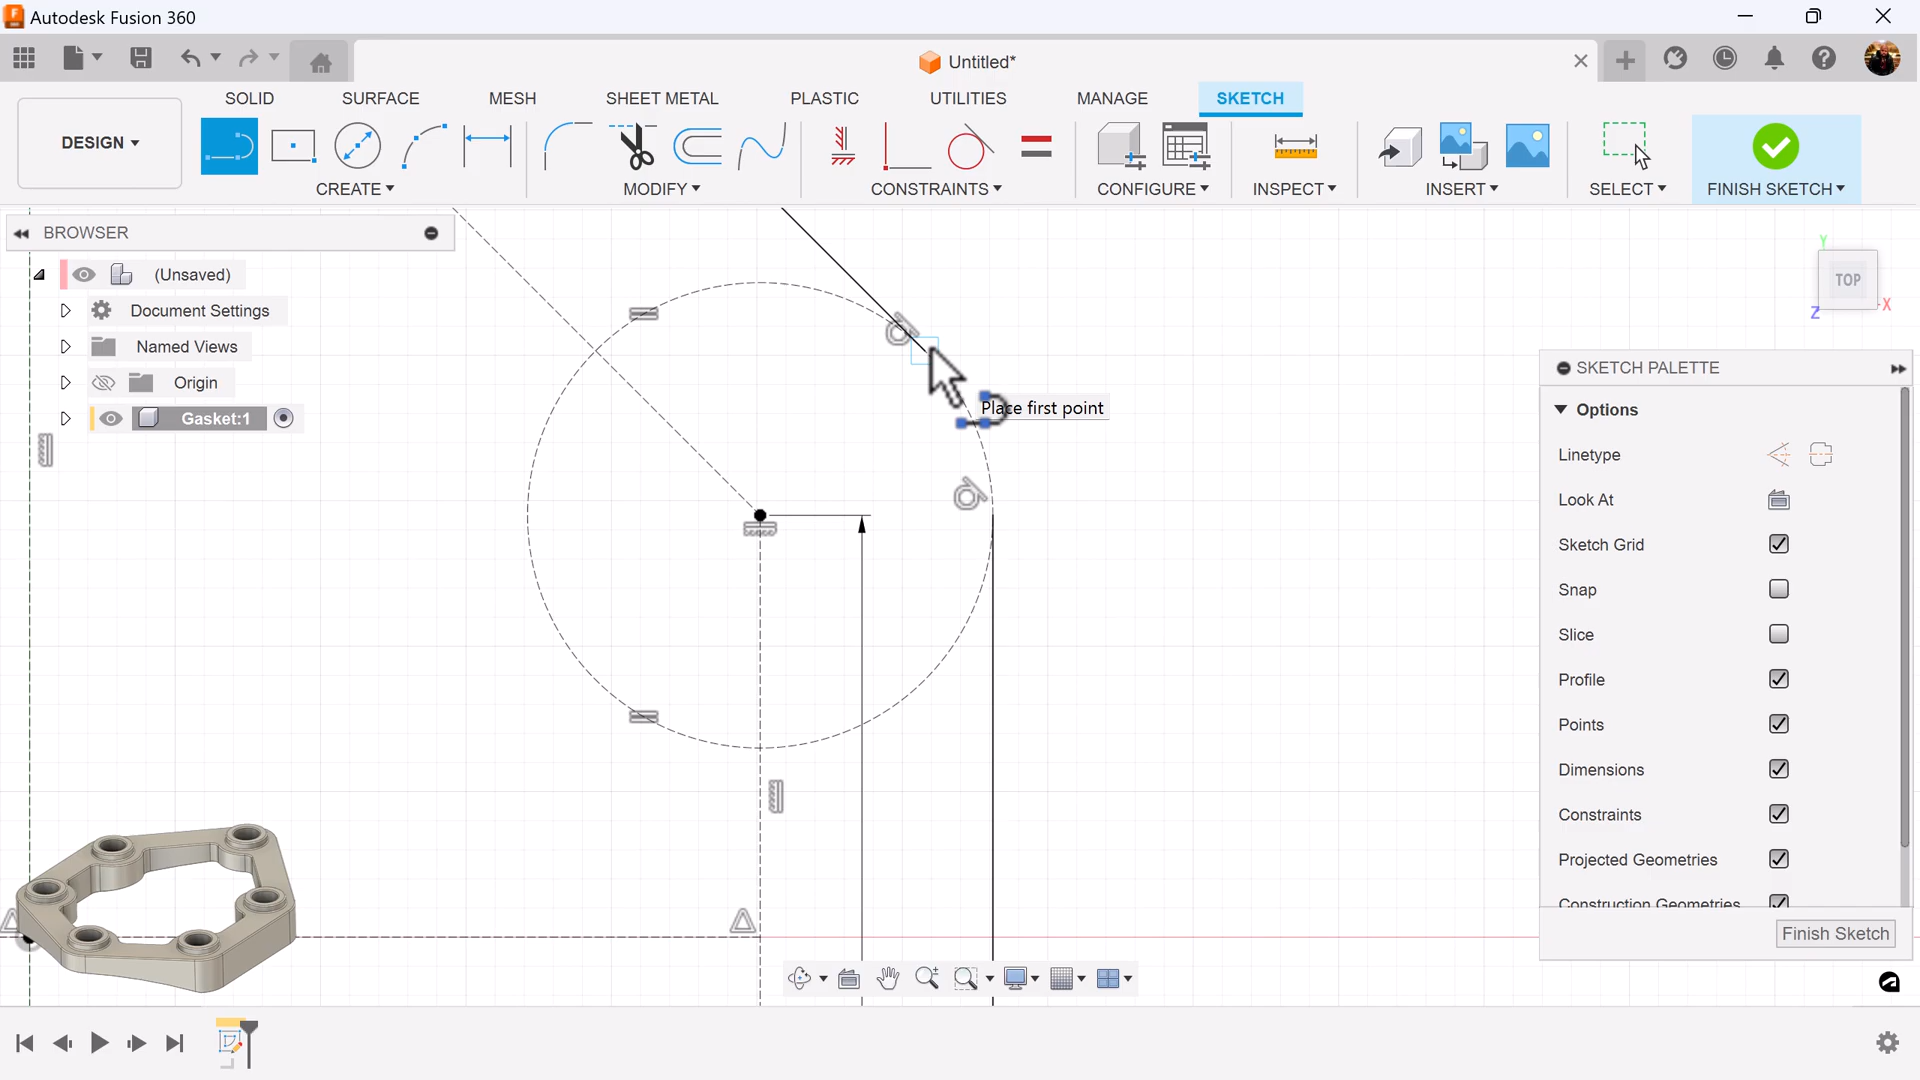 Autodesk Fusion 360
Untitled*
DESIGN
SOLID
SURFACE
MESH
SHEET METAL
PLASTIC
UTILITIES
MANAGE
SKETCH
CREATE
MODIFY
CONSTRAINTS
CONFIGURE
INSPECT
INSERT
SELECT
FINISH SKETCH
BROWSER
(Unsaved)
Document Settings
Named Views
Origin
Gasket:1
Place first point
Y
TOP
X
Z
SKETCH PALETTE
Options
Linetype
Look At
Sketch Grid
Snap
Slice
Profile
Points
Dimensions
Constraints
Projected Geometries
Construction Geometries
Finish Sketch